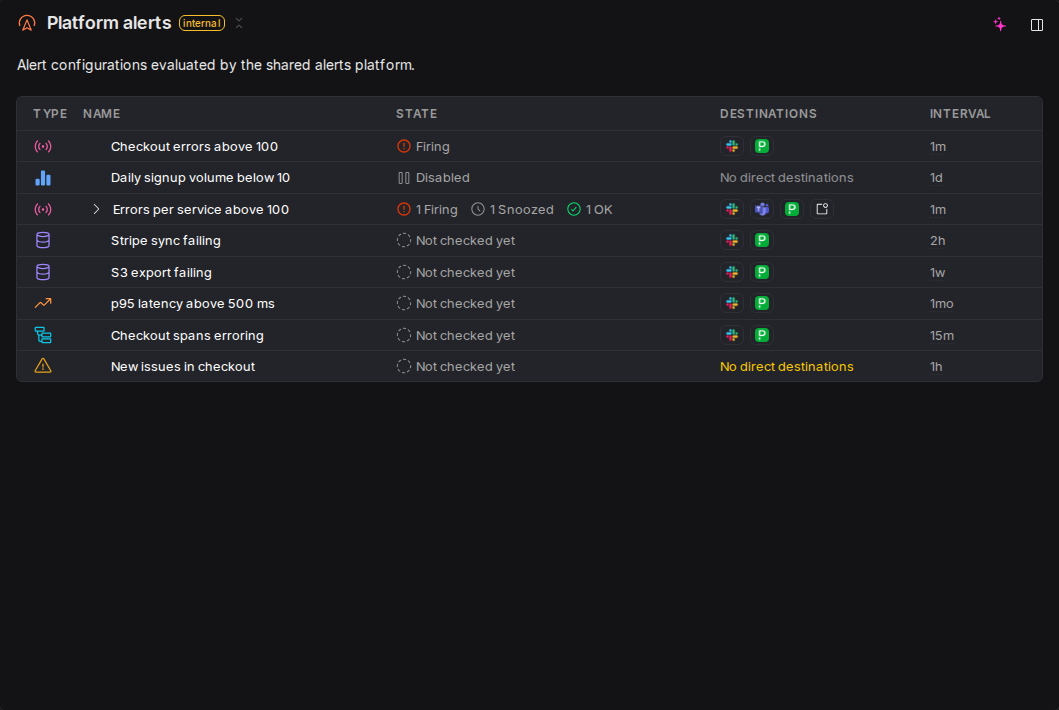 Platform alerts internal
Alert configurations evaluated by the shared alerts platform.
TYPE NAME STATE DESTINATIONS INTERVAL
Checkout errors above 100 Firing 1m
Daily signup volume below 10 Disabled No direct destinations 1d
Errors per service above 100 1 Firing 1 Snoozed 1 OK 1m
Stripe sync failing Not checked yet 2h
S3 export failing Not checked yet 1w
p95 latency above 500 ms Not checked yet 1mo
Checkout spans erroring Not checked yet 15m
New issues in checkout Not checked yet No direct destinations 1h